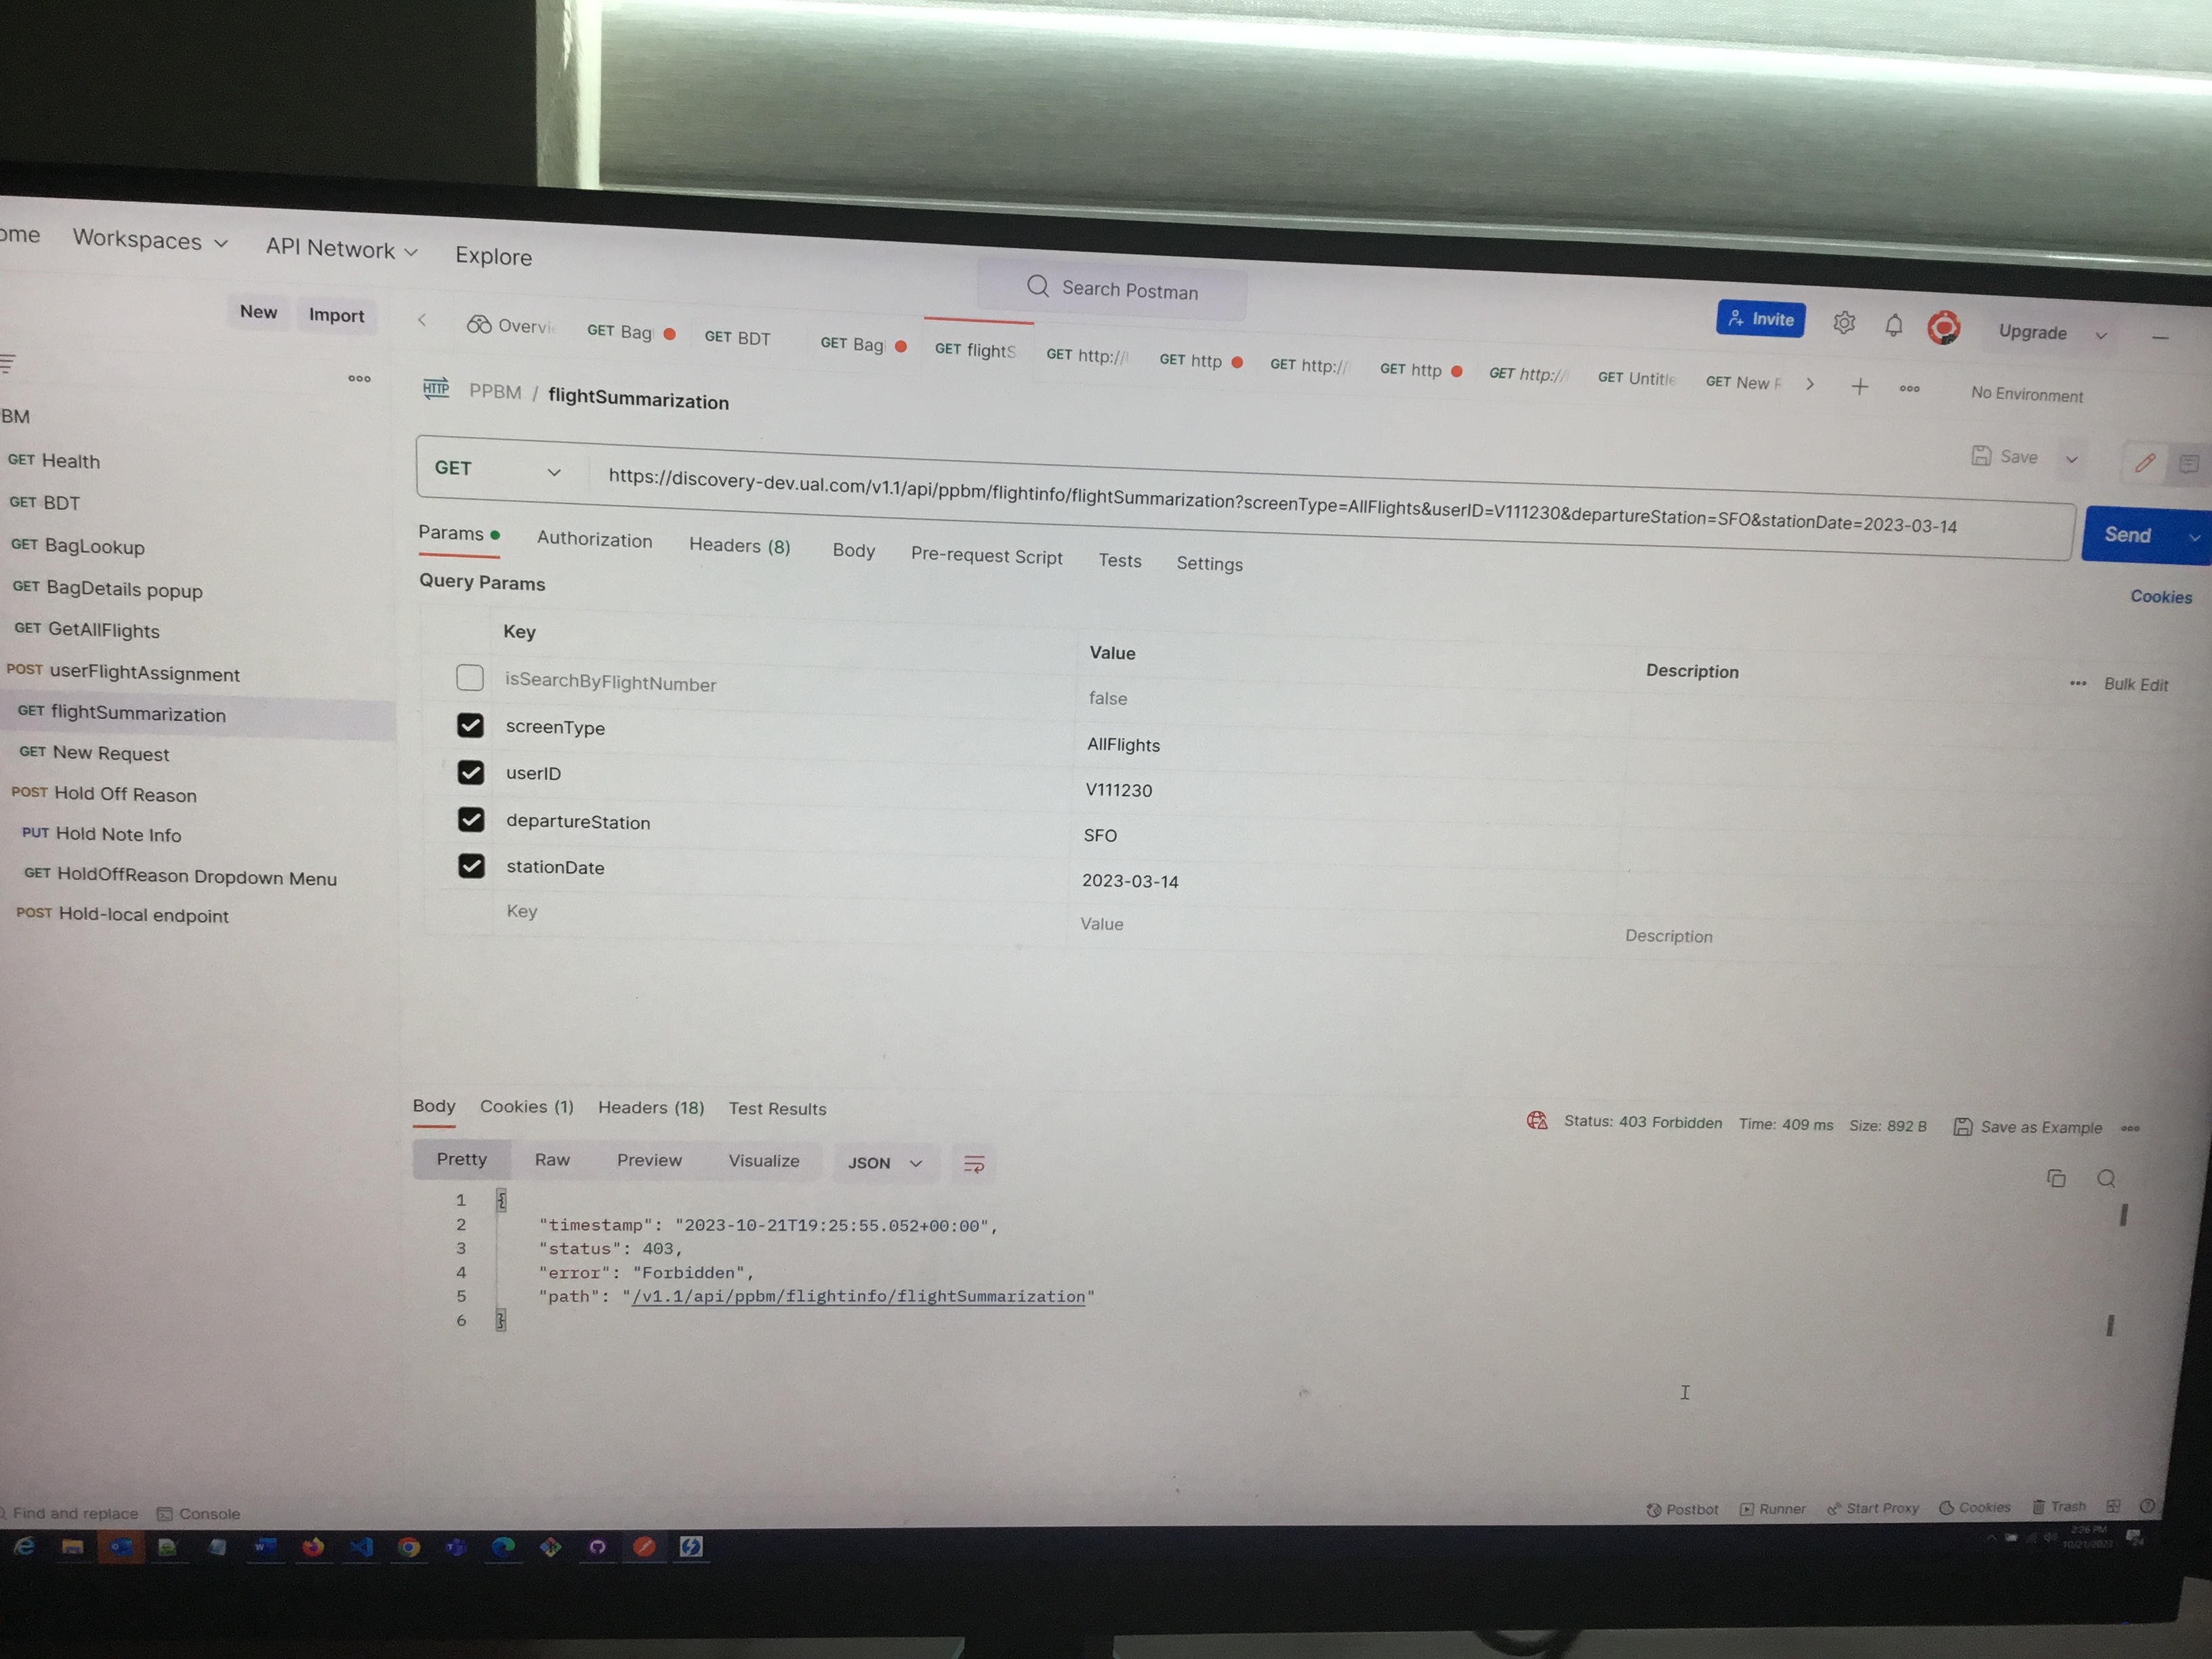 ome Workspaces API Network Explore
Search Postman
Invite
Upgrade
New Import
Overvi
GET Bag
GET BDT
GET Bag
GET flightS
GET http://
GET http
GET http://
GET http
GET http://
GET Untitle
GET New
No Environment
HTTP PPBM / flightSummarization
Save
BM
GET Health
GET BDT
GET BagLookup
GET BagDetails popup
GET GetAllFlights
POST userFlightAssignment
GET flightSummarization
GET New Request
POST Hold Off Reason
PUT Hold Note Info
GET HoldOffReason Dropdown Menu
POST Hold-local endpoint
GET https://discovery-dev.ual.com/v1.1/api/ppbm/flightinfo/flightSummarization?screenType=AllFlights&userID=V111230&departureStation=SFO&stationDate=2023-03-14
Send
Params Authorization Headers (8) Body Pre-request Script Tests Settings
Cookies
Query Params
Key Value Description
Bulk Edit
isSearchByFlightNumber false
screenType AllFlights
userID V111230
departureStation SFO
stationDate 2023-03-14
Key Value Description
Body Cookies (1) Headers (18) Test Results
Status: 403 Forbidden Time: 409 ms Size: 892 B Save as Example
Pretty Raw Preview Visualize JSON
1 {
2 "timestamp": "2023-10-21T19:25:55.052+00:00",
3 "status": 403,
4 "error": "Forbidden",
5 "path": "/v1.1/api/ppbm/flightinfo/flightSummarization"
6 }
Find and replace Console
Postbot Runner Start Proxy Cookies Trash
2:26 PM
10/21/2023